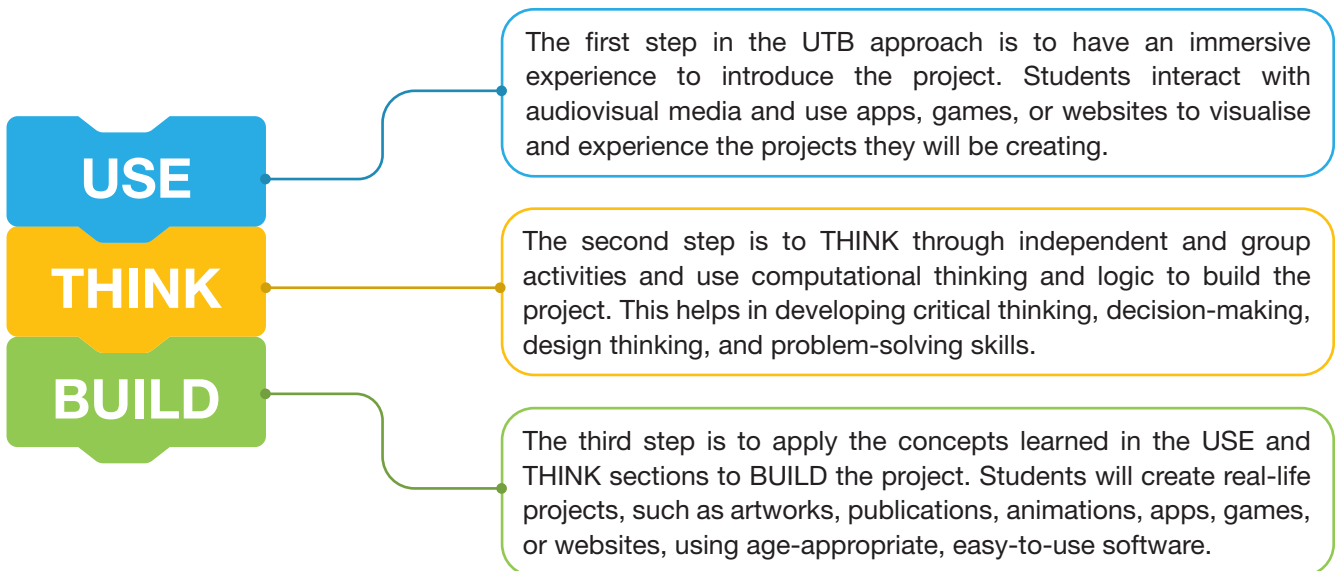 USE
The first step in the UTB approach is to have an immersive
experience to introduce the project. Students interact with
audiovisual media and use apps, games, or websites to visualise
and experience the projects they will be creating.
THINK
The second step is to THINK through independent and group
activities and use computational thinking and logic to build the
project. This helps in developing critical thinking, decision-making,
design thinking, and problem-solving skills.
BUILD
The third step is to apply the concepts learned in the USE and
THINK sections to BUILD the project. Students will create real-life
projects, such as artworks, publications, animations, apps, games,
or websites, using age-appropriate, easy-to-use software.